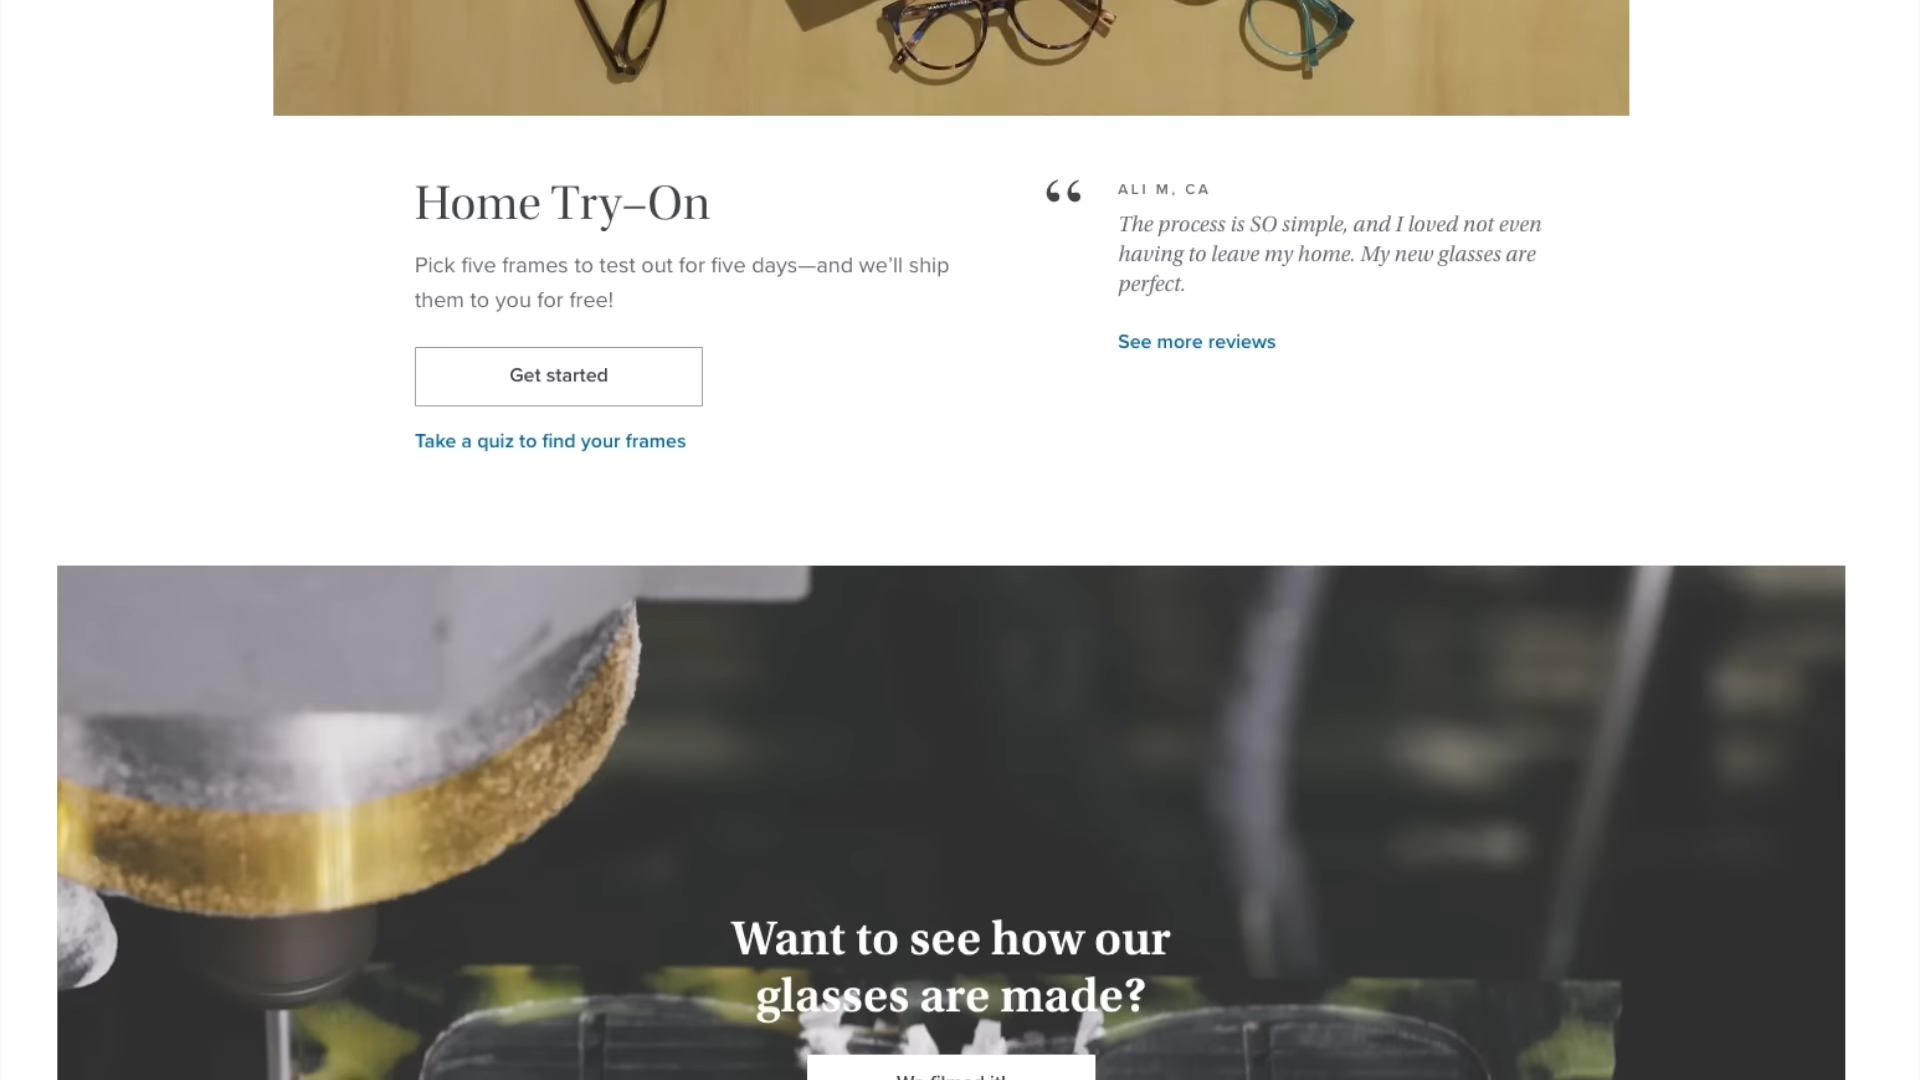 Home Try–On
Pick five frames to test out for five days—and we’ll ship
them to you for free!
Get started
Take a quiz to find your frames
“
ALI M, CA
The process is SO simple, and I loved not even
having to leave my home. My new glasses are
perfect.
See more reviews
Want to see how our
glasses are made?
We filmed it!